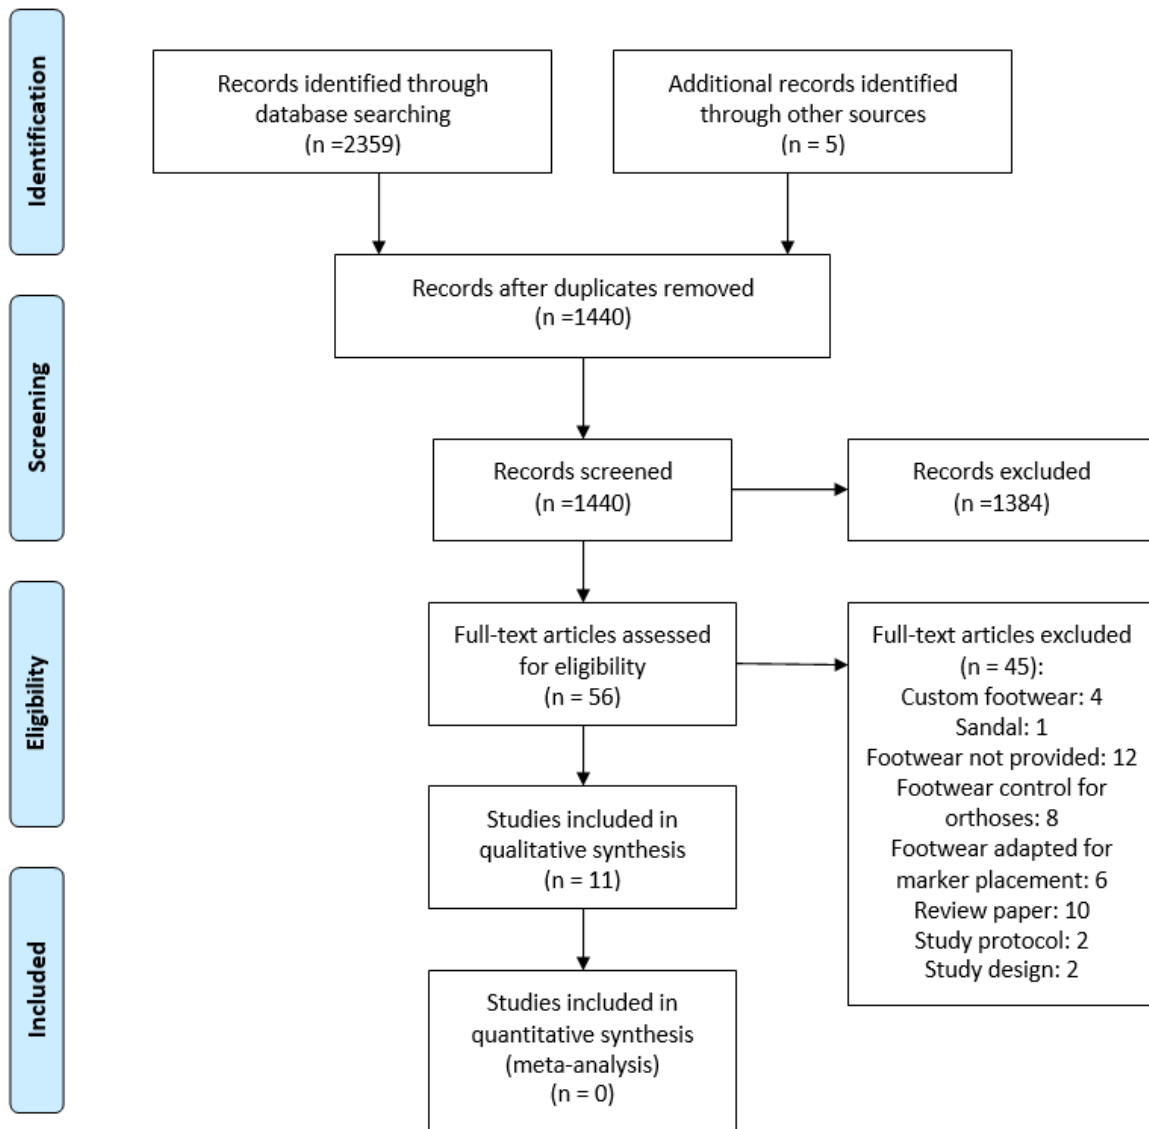 Identification
Records identified through
database searching
(n =2359)
Additional records identified
through other sources
(n = 5)
Records after duplicates removed
(n =1440)
Screening
Records screened
(n =1440)
Records excluded
(n =1384)
Eligibility
Full-text articles assessed
for eligibility
(n = 56)
Full-text articles excluded
(n = 45):
Custom footwear: 4
Sandal: 1
Footwear not provided: 12
Footwear control for
orthoses: 8
Footwear adapted for
marker placement: 6
Review paper: 10
Study protocol: 2
Study design: 2
Studies included in
qualitative synthesis
(n = 11)
Included
Studies included in
quantitative synthesis
(meta-analysis)
(n = 0)